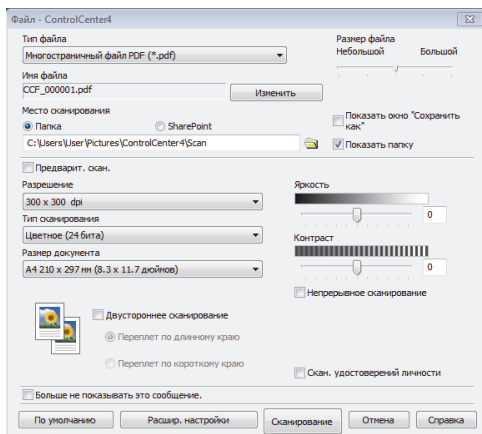 Файл - ControlCenter4
Тип файла
Многостраничный файл PDF (*.pdf)
Размер файла
Небольшой Большой
Имя файла
CCF_000001.pdf
Изменить
Место сканирования
Папка
SharePoint
Показать окно "Сохранить
как"
C:\Users\User\Pictures\ControlCenter4\Scan
Показать папку
Предварит. скан.
Разрешение
300 x 300 dpi
Тип сканирования
Цветное (24 бита)
Размер документа
A4 210 x 297 мм (8.3 x 11.7 дюймов)
Яркость
0
Контраст
0
Непрерывное сканирование
Двустороннее сканирование
Переплет по длинному краю
Переплет по короткому краю
Скан. удостоверений личности
Больше не показывать это сообщение.
По умолчанию Расшир. настройки Сканирование Отмена Справка